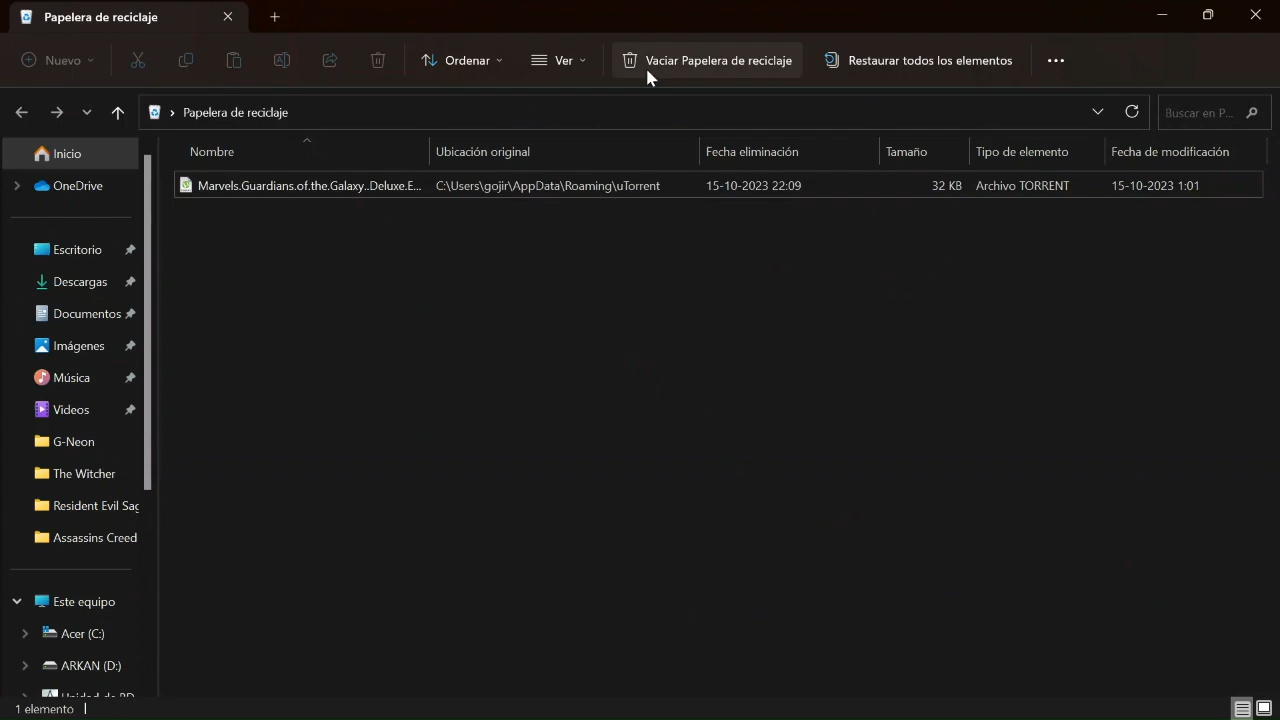 Papelera de reciclaje
Nuevo
Ordenar
Ver
Vaciar Papelera de reciclaje
Restaurar todos los elementos
Papelera de reciclaje
Buscar en P...
Nombre
Ubicación original
Fecha eliminación
Tamaño
Tipo de elemento
Fecha de modificación
Marvels.Guardians.of.the.Galaxy..Deluxe.E...
C:\Users\gojir\AppData\Roaming\uTorrent
15-10-2023 22:09
32 KB
Archivo TORRENT
15-10-2023 1:01
Inicio
OneDrive
Escritorio
Descargas
Documentos
Imágenes
Música
Videos
G-Neon
The Witcher
Resident Evil Sag
Assassins Creed
Este equipo
Acer (C:)
ARKAN (D:)
1 elemento